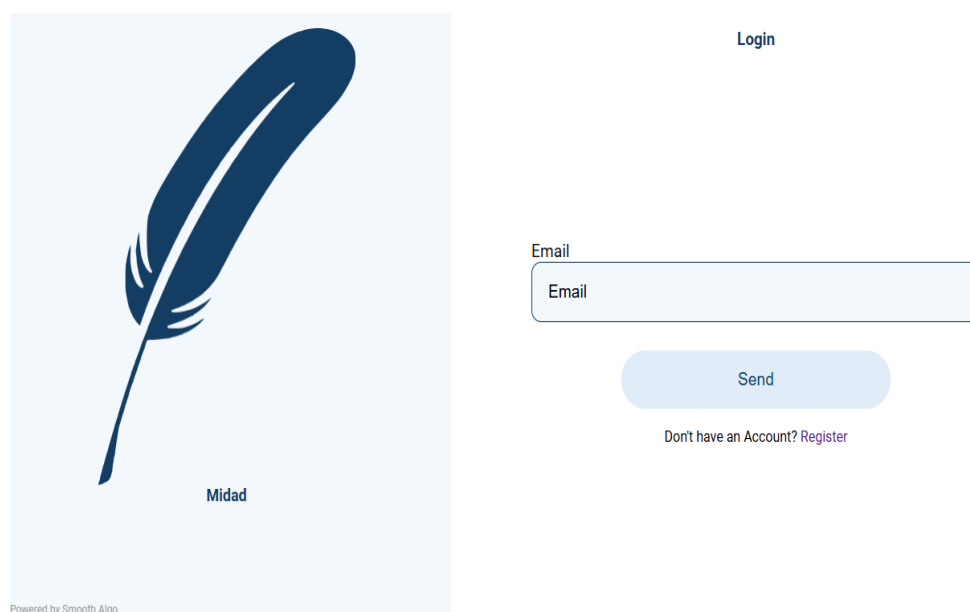 Login
Email
Email
Send
Don't have an Account? Register
Midad
Powered by Smooth Algo